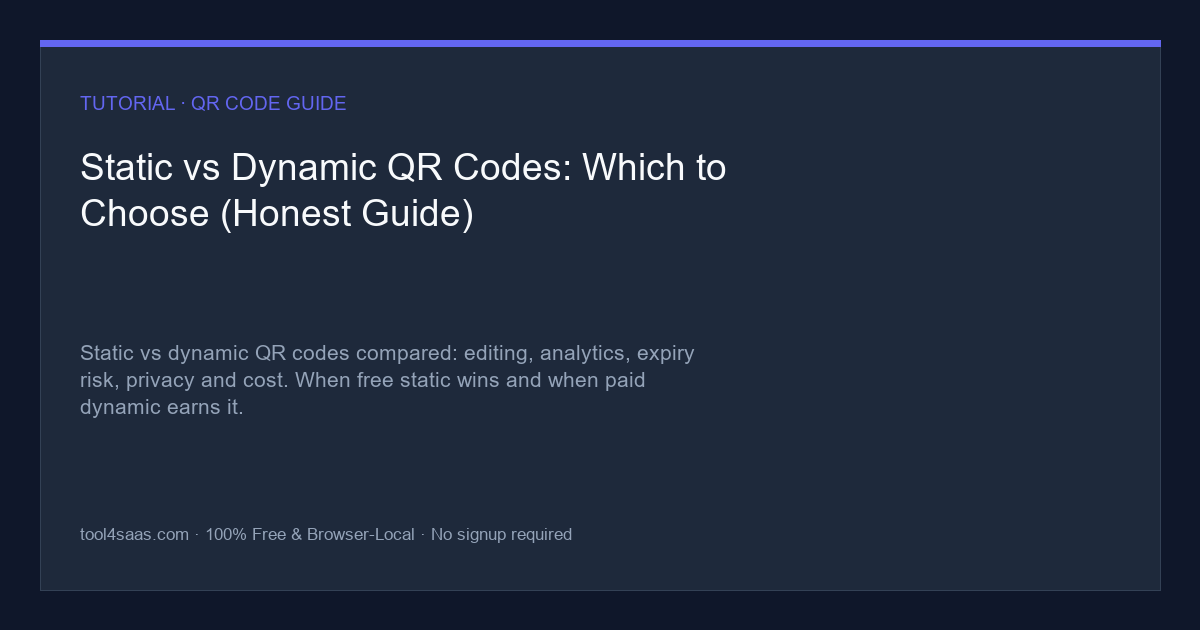 TUTORIAL · QR CODE GUIDE
Static vs Dynamic QR Codes: Which to
Choose (Honest Guide)
Static vs dynamic QR codes compared: editing, analytics, expiry
risk, privacy and cost. When free static wins and when paid
dynamic earns it.
tool4saas.com · 100% Free & Browser-Local · No signup required